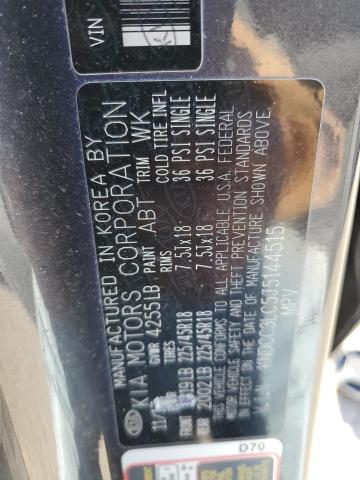 VIN
MANUFACTURED IN KOREA BY
KIA MOTORS CORPORATION
GVWR 4255LB PAINT ABT TRIM WK
TIRES RIMS COLD TIRE INFL
FRONT 225/45R18 7.5Jx18 36 PSI SINGLE
REAR 2002LB 225/45R18 7.5Jx18 36 PSI SINGLE
THIS VEHICLE CONFORMS TO ALL APPLICABLE U.S.A. FEDERAL
MOTOR VEHICLE SAFETY AND THEFT PREVENTION STANDARDS
IN EFFECT ON THE DATE OF MANUFACTURE SHOWN ABOVE.
MPV
D70